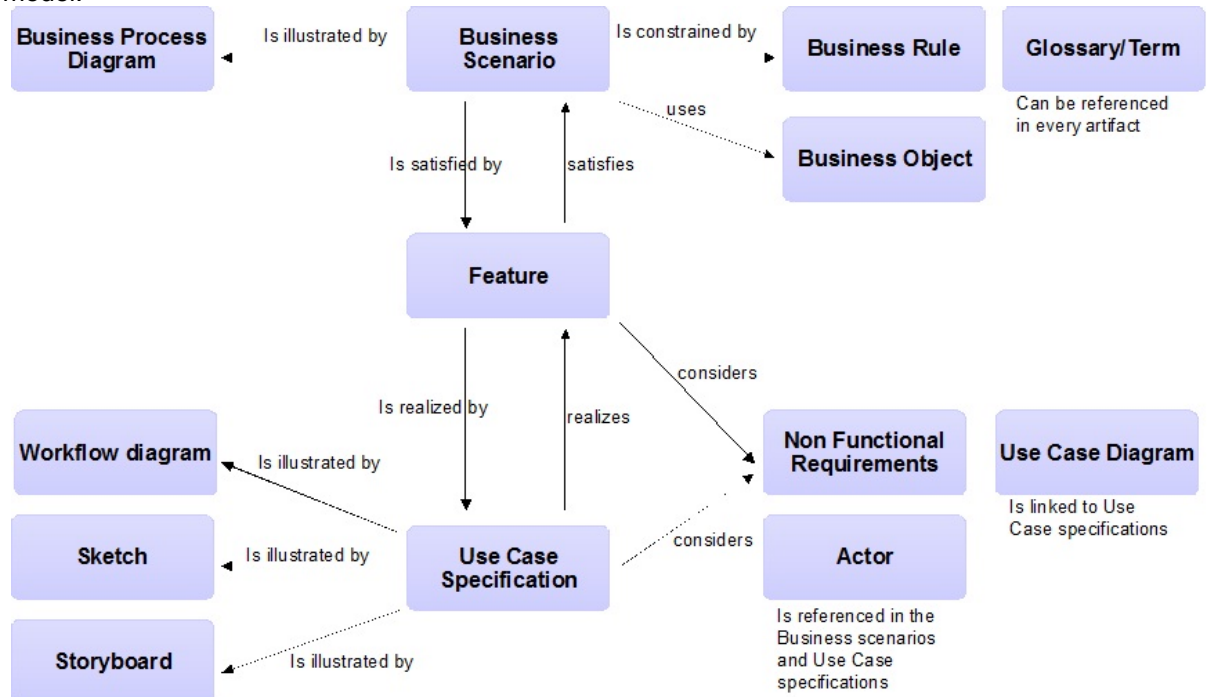 model.
Business Process
Diagram
Is illustrated by
Business
Scenario
Is constrained by
Business Rule
Glossary/Term
Can be referenced
in every artifact
uses
Business Object
Is satisfied by
satisfies
Feature
considers
Is realized by
realizes
Workflow diagram
Is illustrated by
Non Functional
Requirements
Use Case Diagram
Is linked to Use
Case specifications
Sketch
Is illustrated by
Use Case
Specification
considers
Actor
Is referenced in the
Business scenarios
and Use Case
specifications
Storyboard
Is illustrated by